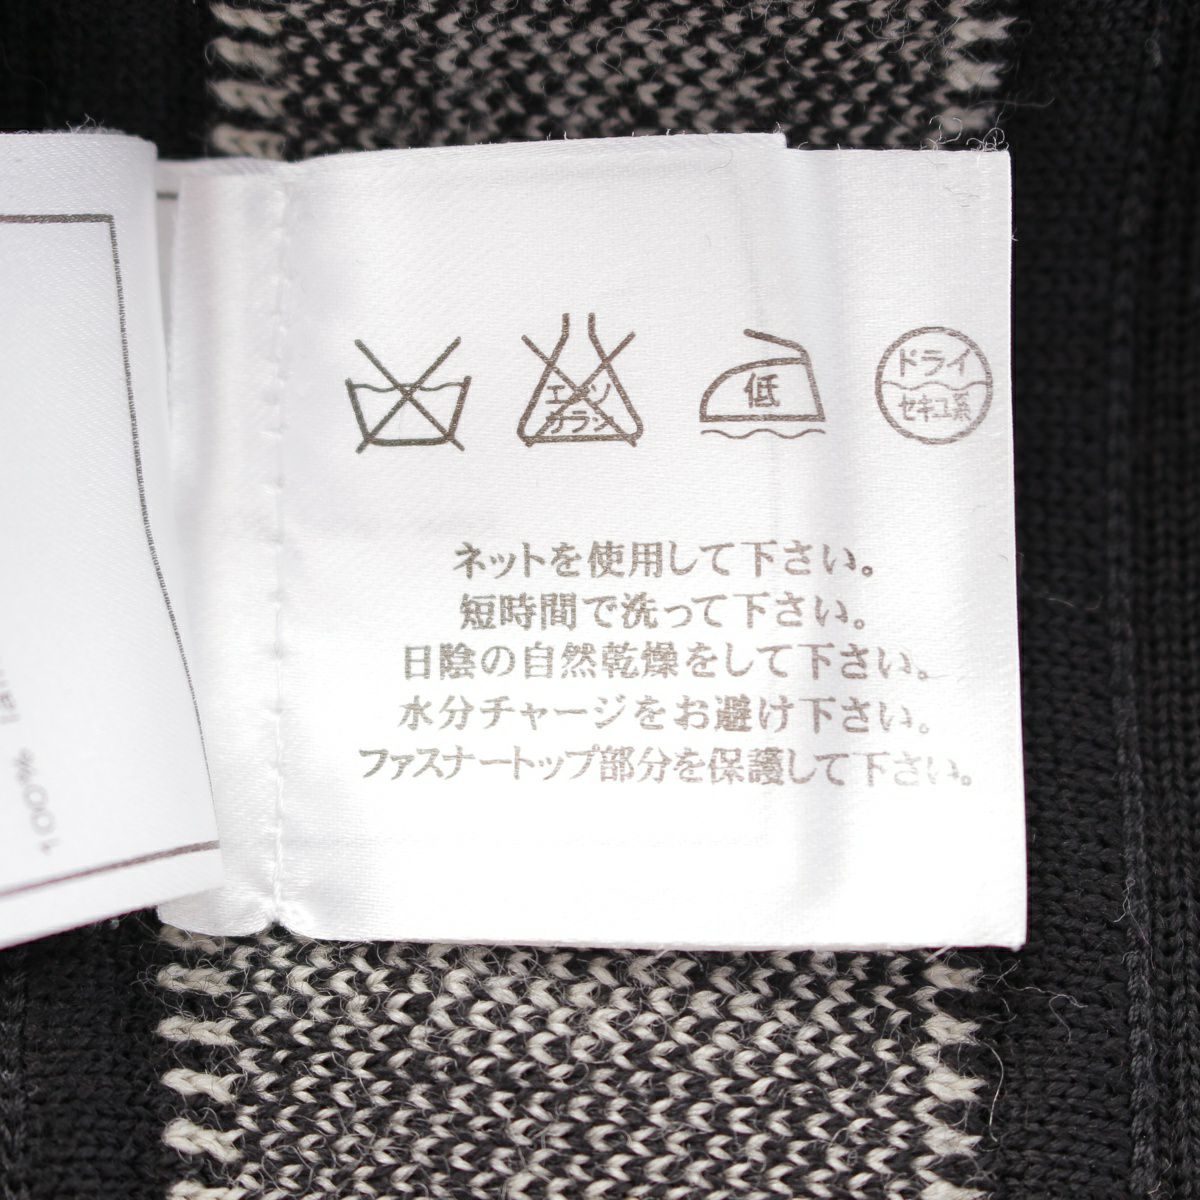 エンソ
カラシ
低
ドライ
セキユ系
ネットを使用して下さい。
短時間で洗って下さい。
日陰の自然乾燥をして下さい。
水分チャージをお避け下さい。
ファスナートップ部分を保護して下さい。
100%